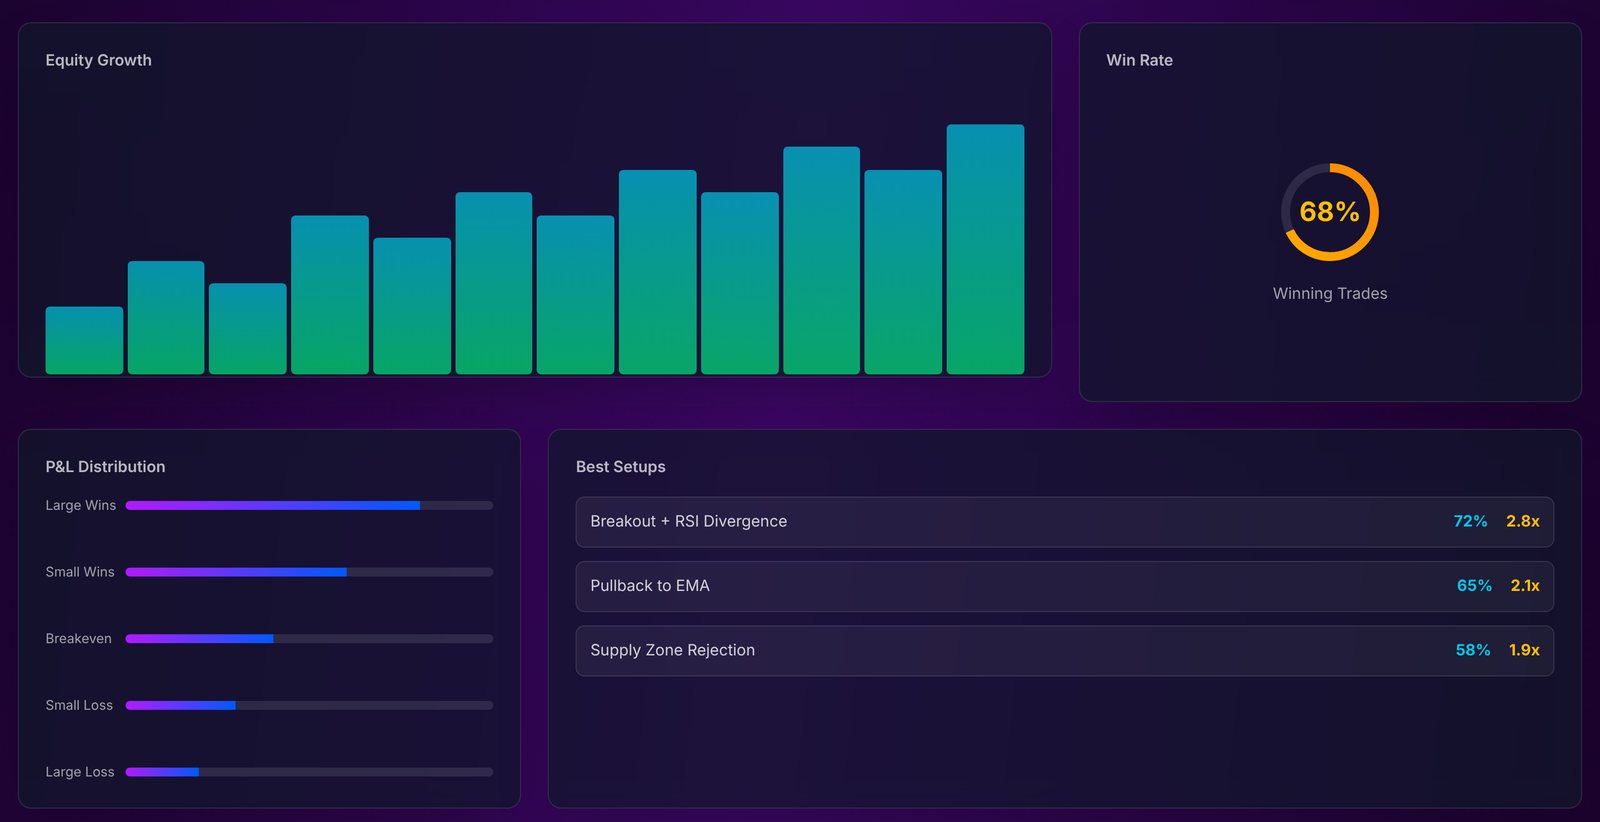 Equity Growth
Win Rate
68%
Winning Trades
P&L Distribution
Large Wins
Small Wins
Breakeven
Small Loss
Large Loss
Best Setups
Breakout + RSI Divergence 72% 2.8x
Pullback to EMA 65% 2.1x
Supply Zone Rejection 58% 1.9x